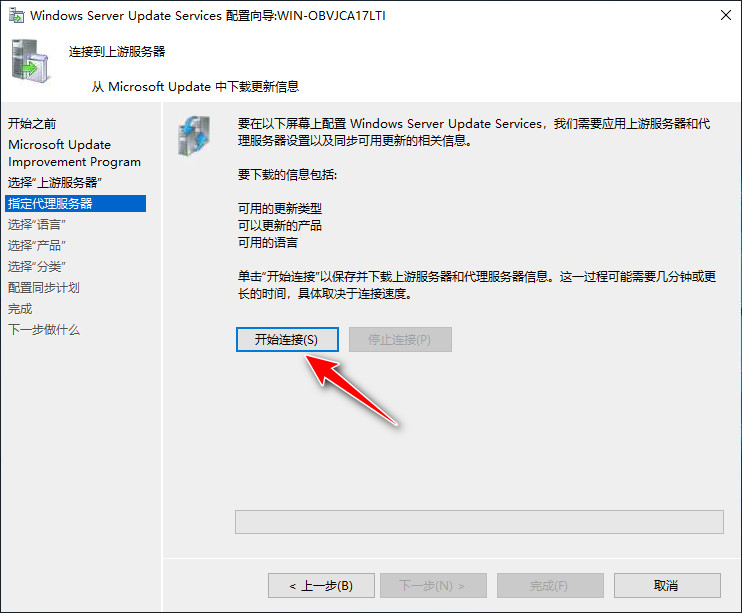 Windows Server Update Services 配置向导:WIN-OBVJCA17LTI
连接到上游服务器
从 Microsoft Update 中下载更新信息
开始之前
Microsoft Update
Improvement Program
选择“上游服务器”
指定代理服务器
选择“语言”
选择“产品”
选择“分类”
配置同步计划
完成
下一步做什么
要在以下屏幕上配置 Windows Server Update Services，我们需要应用上游服务器和代
理服务器设置以及同步可用更新的相关信息。
要下载的信息包括:
可用的更新类型
可以更新的产品
可用的语言
单击“开始连接”以保存并下载上游服务器和代理服务器信息。这一过程可能需要几分钟或更
长的时间，具体取决于连接速度。
开始连接(S)
停止连接(P)
< 上一步(B)
下一步(N) >
完成(F)
取消